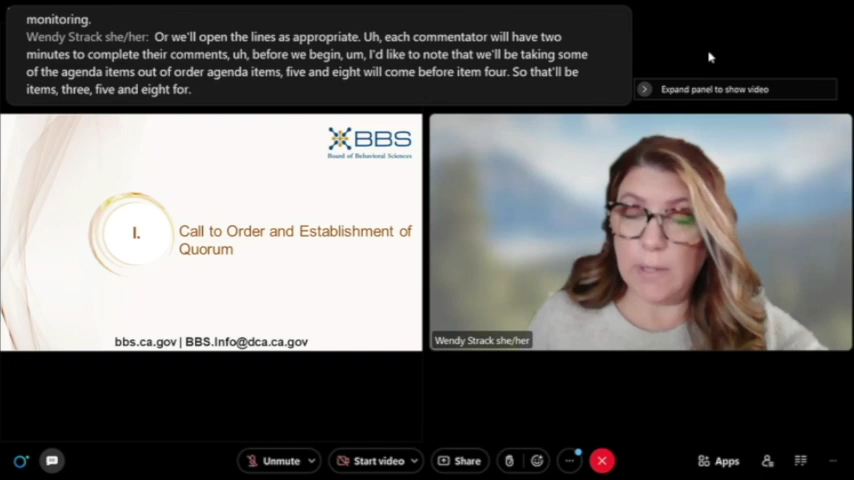 monitoring.
Wendy Strack she/her: Or we'll open the lines as appropriate. Uh, each commentator will have two
minutes to complete their comments, uh, before we begin, um, I'd like to note that we'll be taking some
of the agenda items out of order agenda items, five and eight will come before item four. So that'll be
items, three, five and eight for.
Expand panel to show video
BBS
Board of Behavioral Sciences
I.
Call to Order and Establishment of
Quorum
bbs.ca.gov | BBS.Info@dca.ca.gov
Wendy Strack she/her
Unmute
Start video
Share
Apps